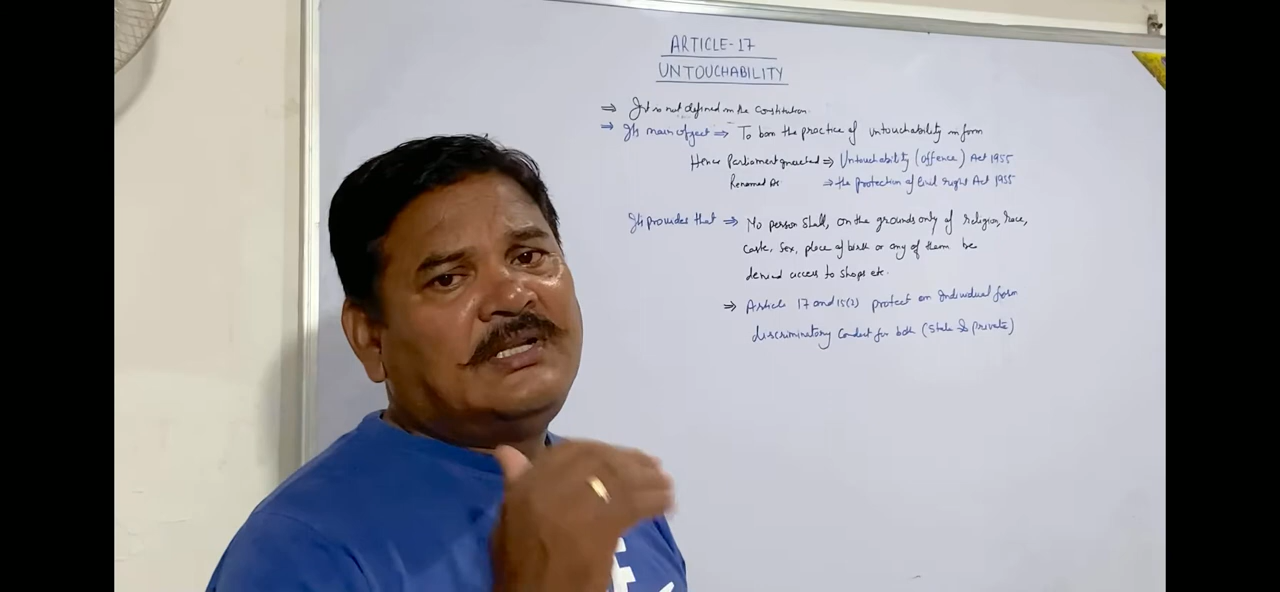 ARTICLE-17
UNTOUCHABILITY
⇒ It is not defined in the Constitution.
⇒ Its main object ⇒ To ban the practice of untouchability in form
Hence Parliament enacted ⇒ Untouchability (offence) Act 1955
Renamed as ⇒ the protection of Civil right Act 1955
Its provides that ⇒ No person shall, on the grounds only of religion, race,
caste, sex, place of birth or any of them be
denied access to shops etc.
⇒ Article 17 and 15(2) protect an Individual form
discriminatory conduct for both (State & private)